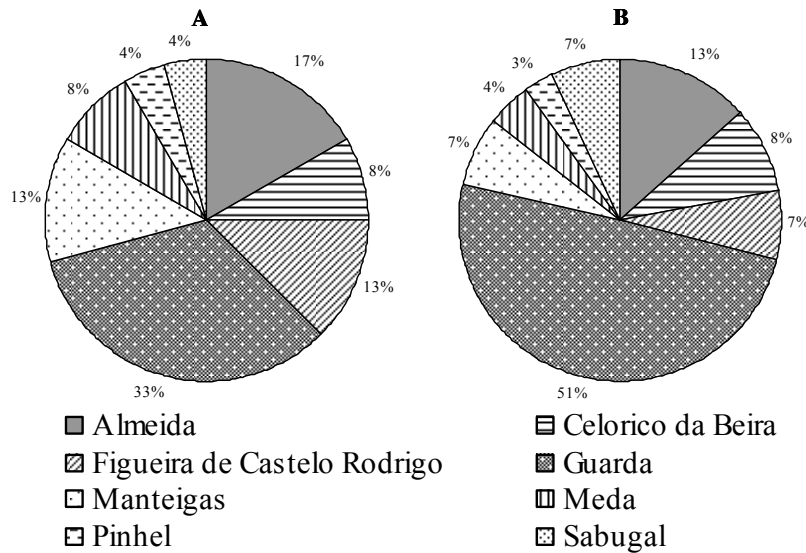 A B
4% 4% 17%
8%
8%
13%
13%
33%
7% 13%
3%
4%
8%
7%
7%
51%
Almeida Celorico da Beira
Figueira de Castelo Rodrigo Guarda
Manteigas Meda
Pinhel Sabugal